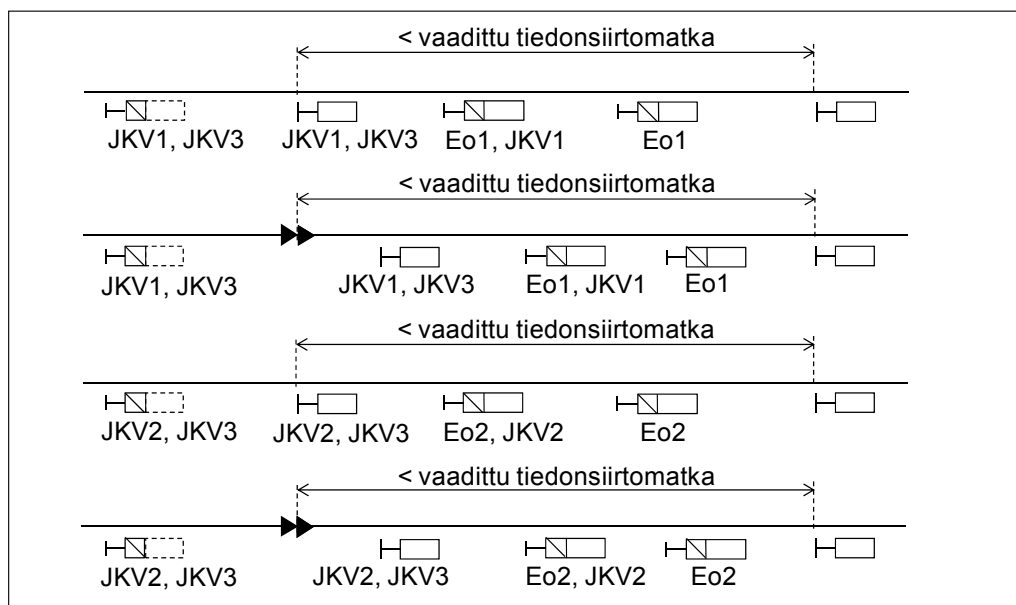 < vaadittu tiedonsiirtomatka
JKV1, JKV3 JKV1, JKV3 Eo1, JKV1 Eo1
< vaadittu tiedonsiirtomatka
JKV1, JKV3 JKV1, JKV3 Eo1, JKV1 Eo1
< vaadittu tiedonsiirtomatka
JKV2, JKV3 JKV2, JKV3 Eo2, JKV2 Eo2
< vaadittu tiedonsiirtomatka
JKV2, JKV3 JKV2, JKV3 Eo2, JKV2 Eo2